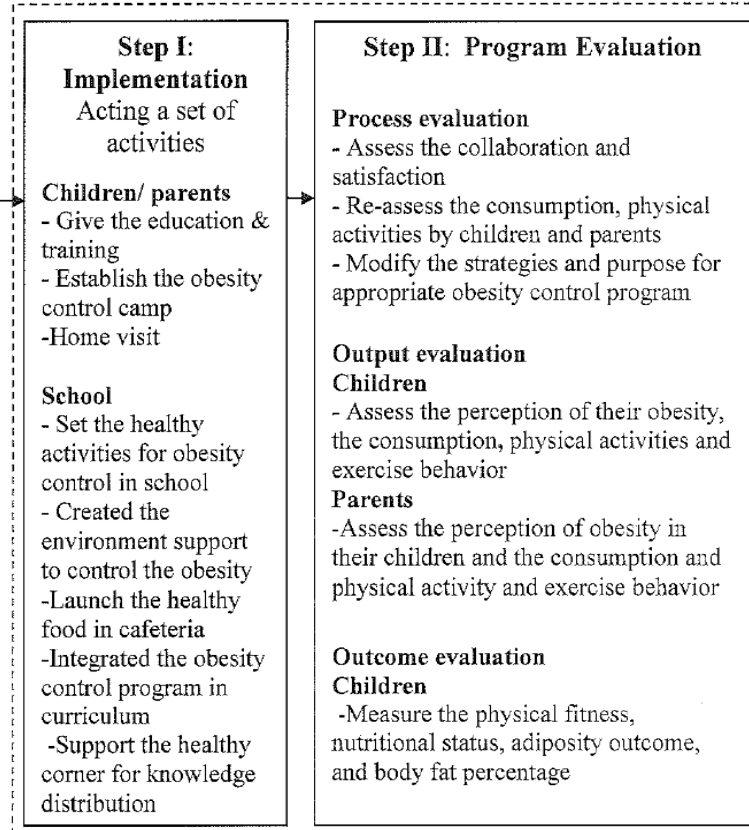 Step I:
Implementation
Acting a set of
activities
Children/ parents
- Give the education &
training
- Establish the obesity
control camp
-Home visit
School
- Set the healthy
activities for obesity
control in school
- Created the
environment support
to control the obesity
-Launch the healthy
food in cafeteria
-Integrated the obesity
control program in
curriculum
-Support the healthy
corner for knowledge
distribution
Step II: Program Evaluation
Process evaluation
- Assess the collaboration and
satisfaction
- Re-assess the consumption, physical
activities by children and parents
- Modify the strategies and purpose for
appropriate obesity control program
Output evaluation
Children
- Assess the perception of their obesity,
the consumption, physical activities and
exercise behavior
Parents
-Assess the perception of obesity in
their children and the consumption and
physical activity and exercise behavior
Outcome evaluation
Children
-Measure the physical fitness,
nutritional status, adiposity outcome,
and body fat percentage